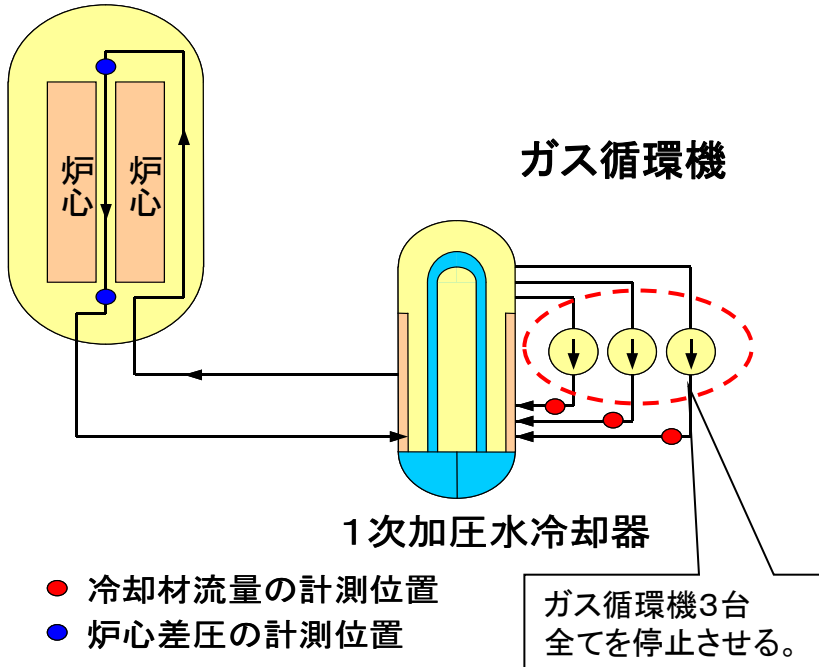 炉心
炉心
ガス循環機
1次加圧水冷却器
冷却材流量の計測位置
炉心差圧の計測位置
ガス循環機3台
全てを停止させる。